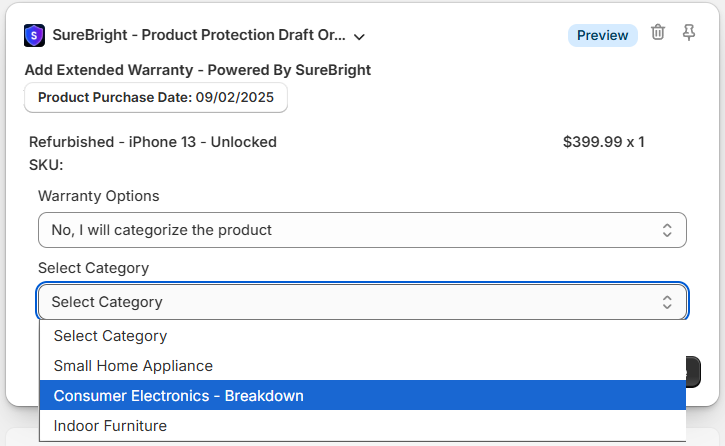 SureBright - Product Protection Draft Or...
Preview
Add Extended Warranty - Powered By SureBright
Product Purchase Date: 09/02/2025
Refurbished - iPhone 13 - Unlocked
$399.99 x 1
SKU:
Warranty Options
No, I will categorize the product
Select Category
Select Category
Select Category
Small Home Appliance
Consumer Electronics - Breakdown
Indoor Furniture